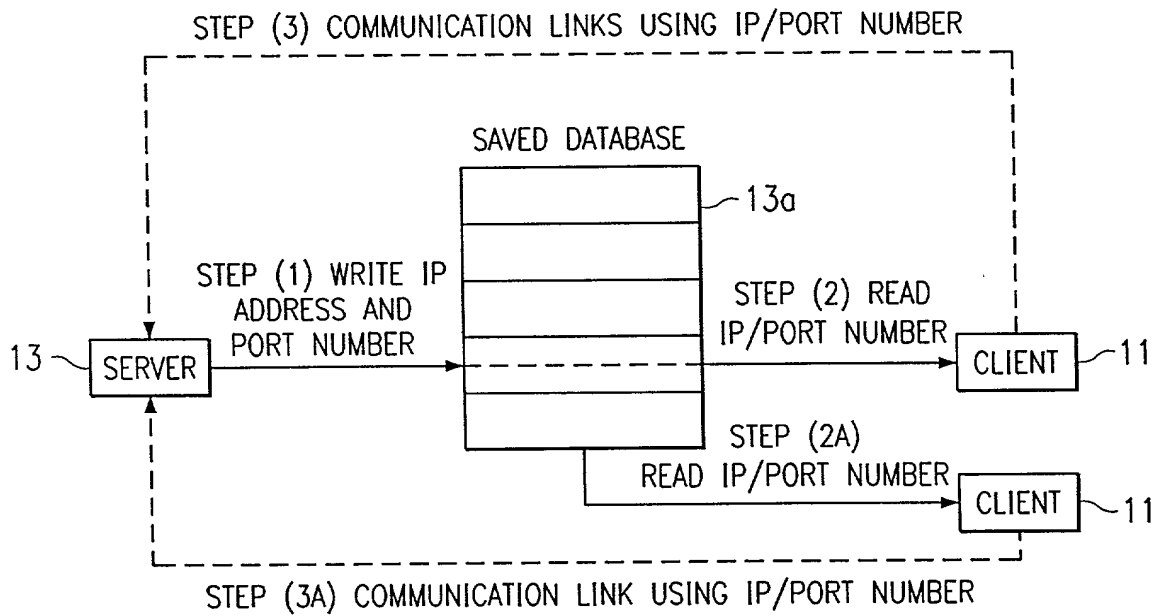 STEP (3) COMMUNICATION LINKS USING IP/PORT NUMBER
SAVED DATABASE
13a
STEP (1) WRITE IP
ADDRESS AND
PORT NUMBER
STEP (2) READ
IP/PORT NUMBER
13
SERVER
CLIENT
11
STEP (2A)
READ IP/PORT NUMBER
CLIENT
11
STEP (3A) COMMUNICATION LINK USING IP/PORT NUMBER